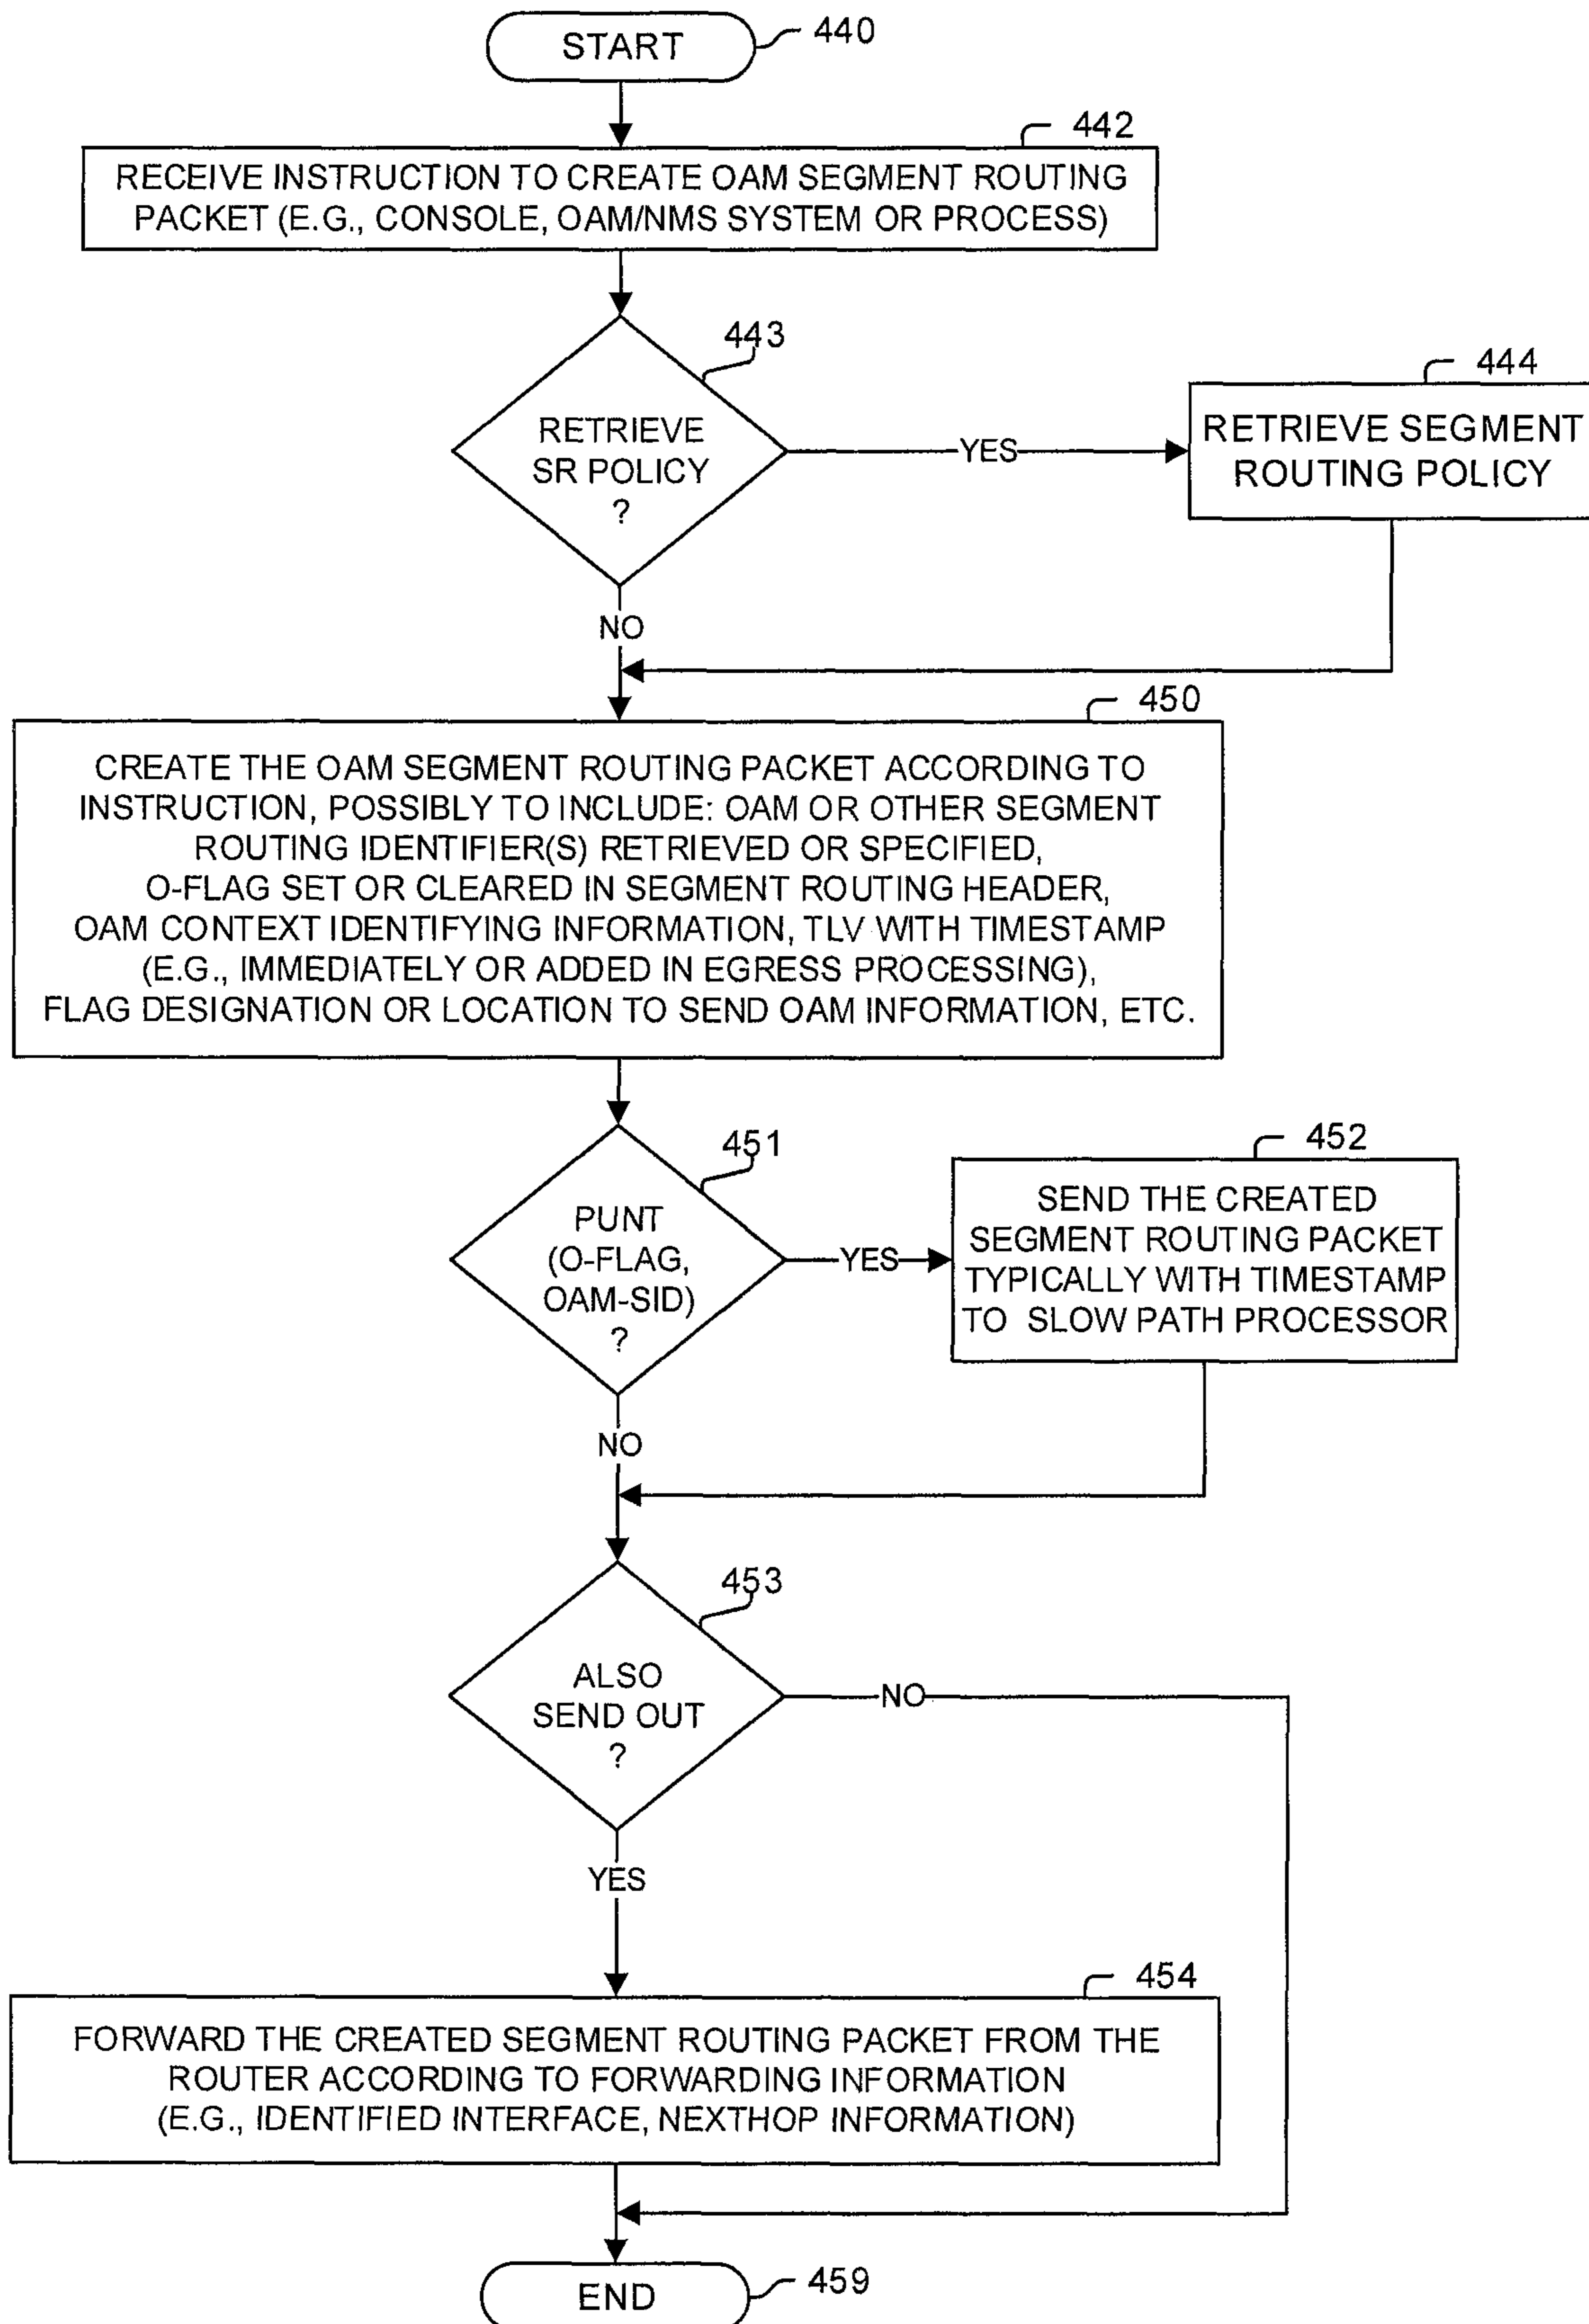 START
440
442
RECEIVE INSTRUCTION TO CREATE OAM SEGMENT ROUTING
PACKET (E.G., CONSOLE, OAM/NMS SYSTEM OR PROCESS)
443
RETRIEVE
SR POLICY
?
YES
444
RETRIEVE SEGMENT
ROUTING POLICY
NO
450
CREATE THE OAM SEGMENT ROUTING PACKET ACCORDING TO
INSTRUCTION, POSSIBLY TO INCLUDE: OAM OR OTHER SEGMENT
ROUTING IDENTIFIER(S) RETRIEVED OR SPECIFIED,
O-FLAG SET OR CLEARED IN SEGMENT ROUTING HEADER,
OAM CONTEXT IDENTIFYING INFORMATION, TLV WITH TIMESTAMP
(E.G., IMMEDIATELY OR ADDED IN EGRESS PROCESSING),
FLAG DESIGNATION OR LOCATION TO SEND OAM INFORMATION, ETC.
451
PUNT
(O-FLAG,
OAM-SID)
?
YES
452
SEND THE CREATED
SEGMENT ROUTING PACKET
TYPICALLY WITH TIMESTAMP
TO SLOW PATH PROCESSOR
NO
453
ALSO
SEND OUT
?
NO
YES
454
FORWARD THE CREATED SEGMENT ROUTING PACKET FROM THE
ROUTER ACCORDING TO FORWARDING INFORMATION
(E.G., IDENTIFIED INTERFACE, NEXTHOP INFORMATION)
END
459